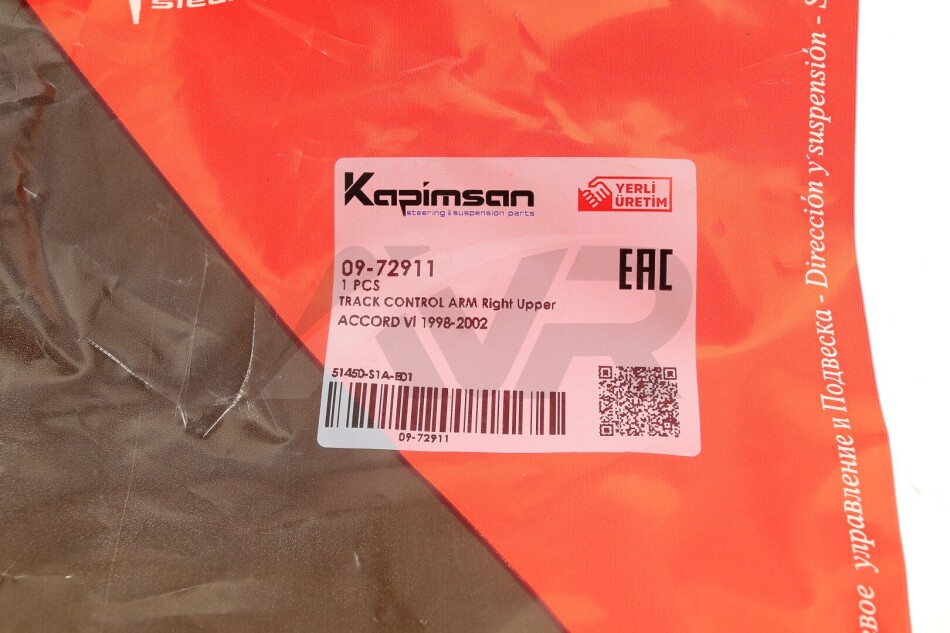 Kapimsan
steering & suspension parts
YERLİ
ÜRETİM
09-72911
1 PCS
EAC
TRACK CONTROL ARM Right Upper
ACCORD VI 1998-2002
51450-S1A-E01
09-72911
AVR
управление и Подвеска - Dirección y suspensión -